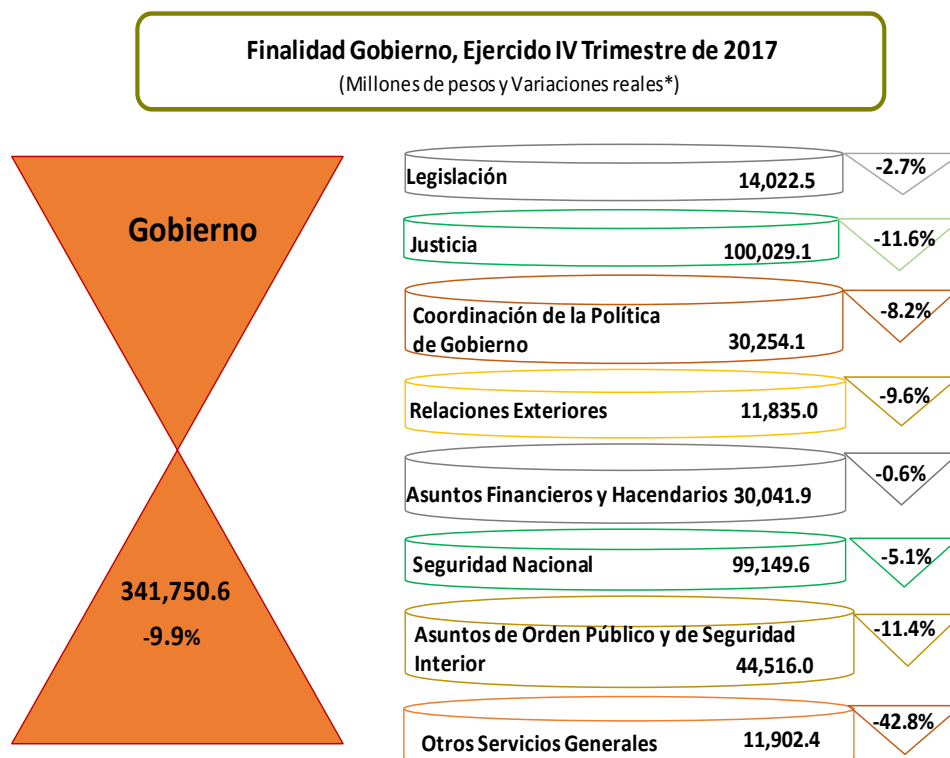 Finalidad Gobierno, Ejercido IV Trimestre de 2017
(Millones de pesos y Variaciones reales*)
Gobierno
341,750.6
-9.9%
Legislación 14,022.5 -2.7%
Justicia 100,029.1 -11.6%
Coordinación de la Política
de Gobierno 30,254.1 -8.2%
Relaciones Exteriores 11,835.0 -9.6%
Asuntos Financieros y Hacendarios 30,041.9 -0.6%
Seguridad Nacional 99,149.6 -5.1%
Asuntos de Orden Público y de Seguridad
Interior 44,516.0 -11.4%
Otros Servicios Generales 11,902.4 -42.8%